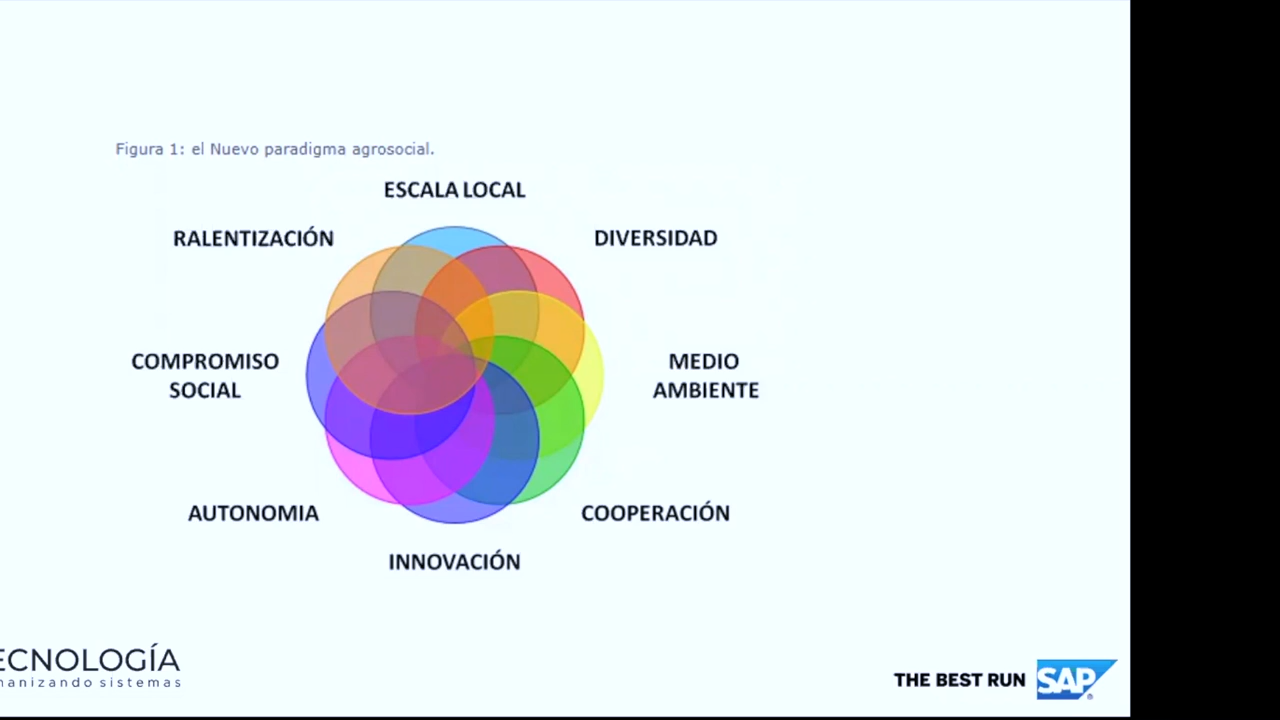 Figura 1: el Nuevo paradigma agrosocial.
ESCALA LOCAL
RALENTIZACIÓN
DIVERSIDAD
COMPROMISO
SOCIAL
MEDIO
AMBIENTE
AUTONOMIA
COOPERACIÓN
INNOVACIÓN
ECNOLOGÍA
manizando sistemas
THE BEST RUN SAP